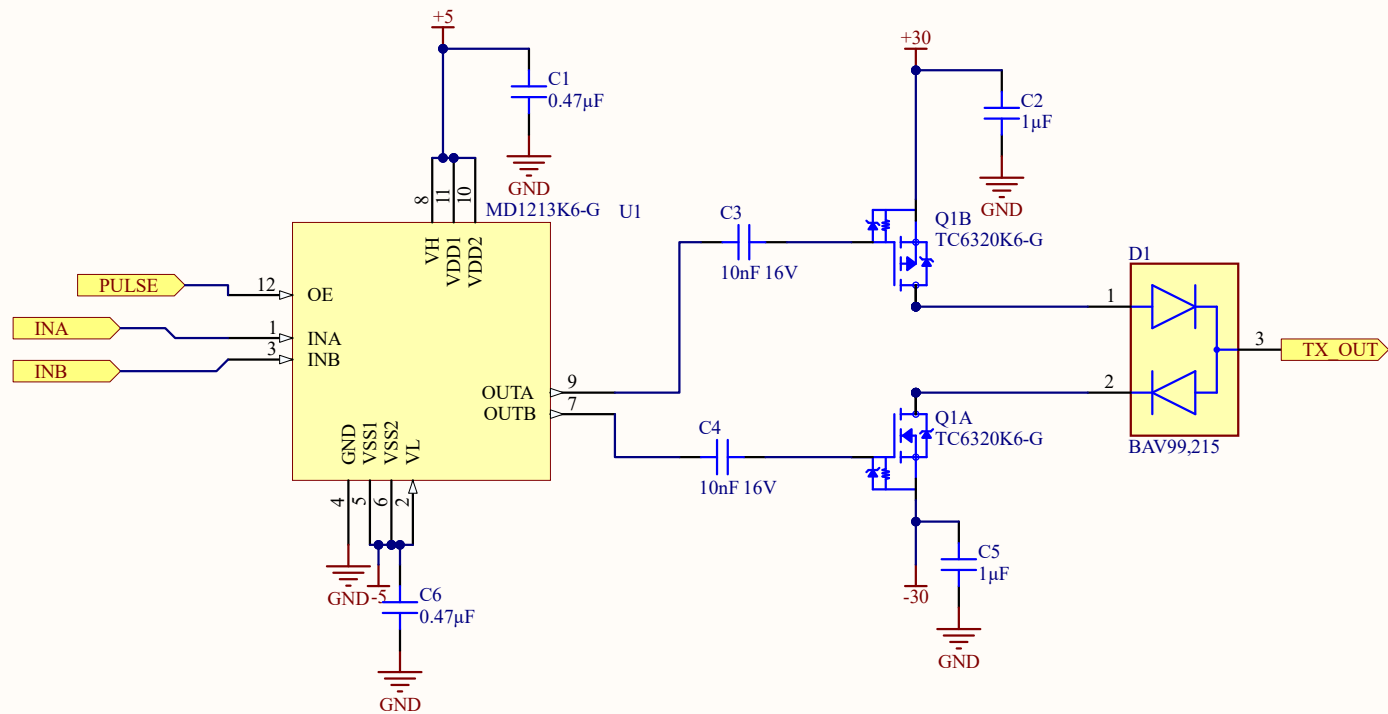 +5
C1
0.47µF
GND
+30
C2
1µF
GND
8
11
10
MD1213K6-G
U1
VH
VDD1
VDD2
PULSE
12
OE
INA
1
INA
INB
3
INB
OUTA
9
OUTB
7
GND
VSS1
VSS2
VL
4
5
6
2
GND
-5
C6
0.47µF
GND
C3
10nF 16V
C4
10nF 16V
Q1B
TC6320K6-G
Q1A
TC6320K6-G
C5
1µF
-30
GND
D1
1
2
3
TX_OUT
BAV99,215